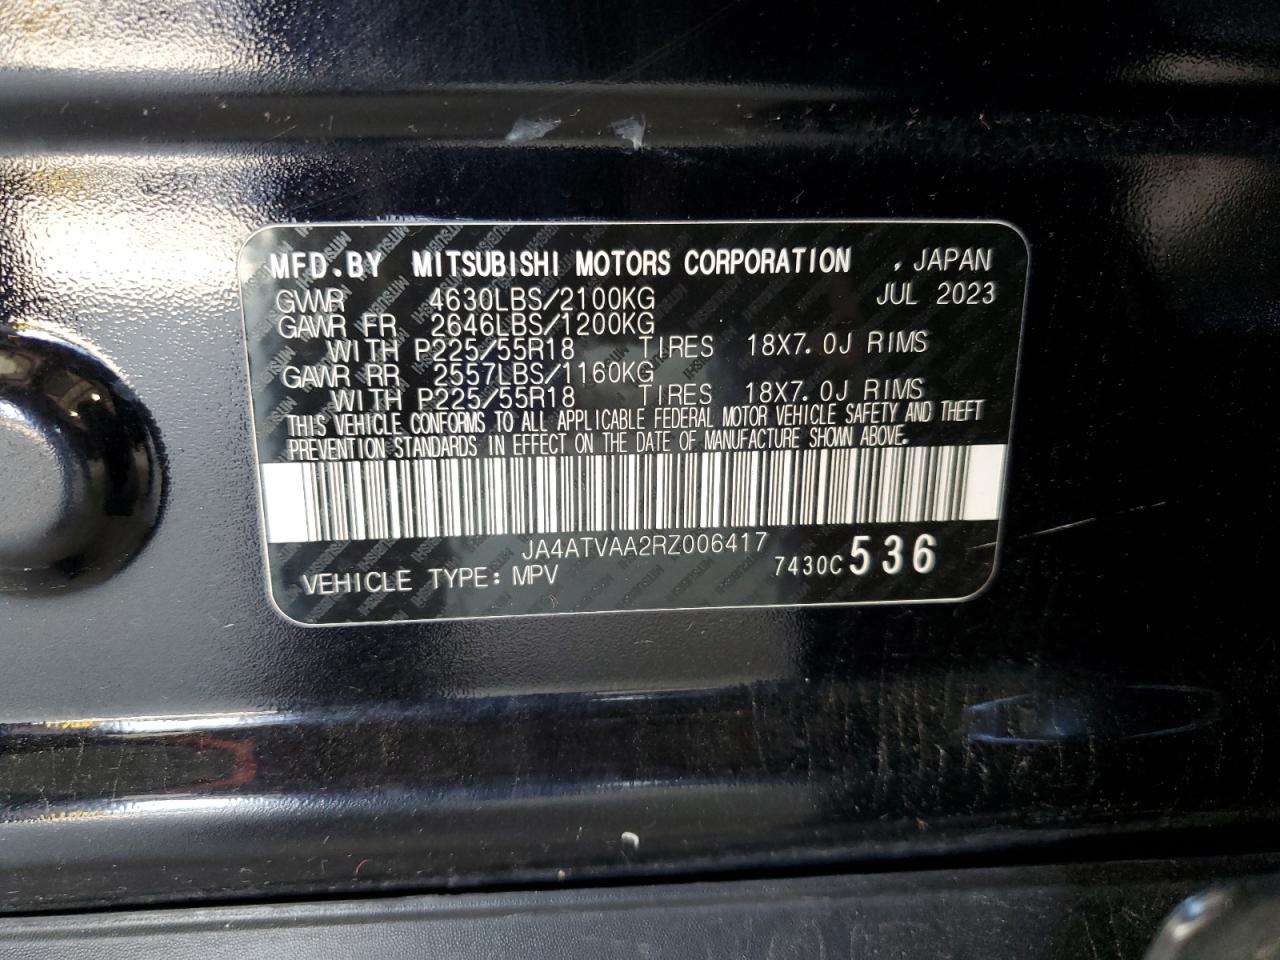 MFD.BY MITSUBISHI MOTORS CORPORATION , JAPAN
GVWR 4630LBS/2100KG JUL 2023
GAWR FR 2646LBS/1200KG
WITH P225/55R18 TIRES 18X7.0J RIMS
GAWR RR 2557LBS/1160KG
WITH P225/55R18 TIRES 18X7.0J RIMS
THIS VEHICLE CONFORMS TO ALL APPLICABLE FEDERAL MOTOR VEHICLE SAFETY AND THEFT
PREVENTION STANDARDS IN EFFECT ON THE DATE OF MANUFACTURE SHOWN ABOVE.
JA4ATVAA2RZ006417
VEHICLE TYPE: MPV 7430C 536